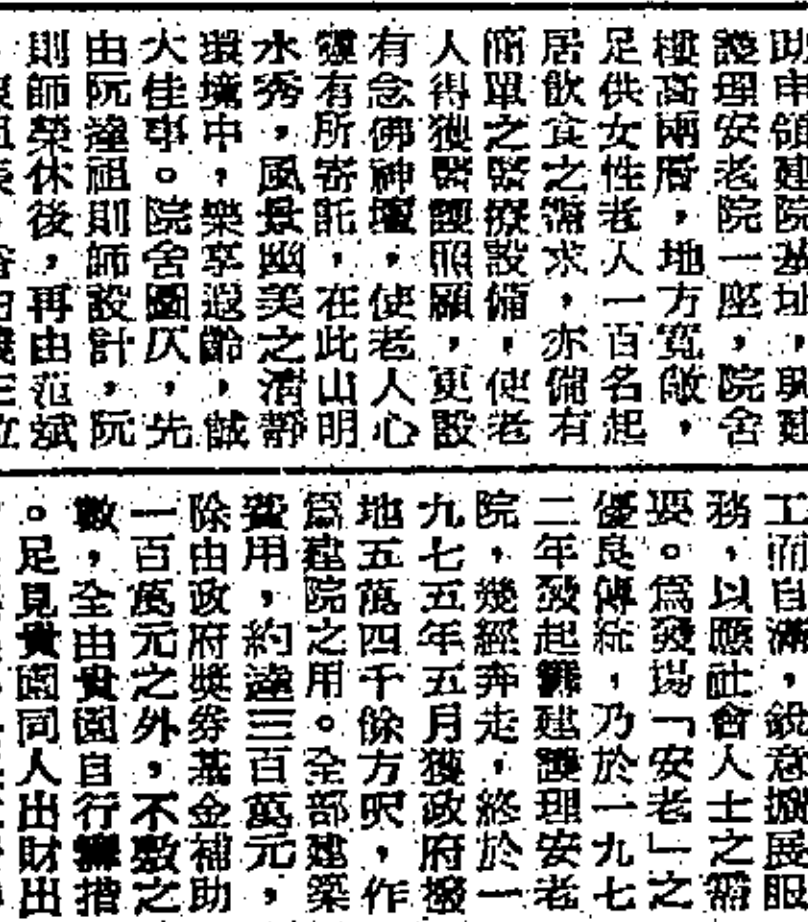 助申領建院基址，
護理安老院一座，院舍
樓高兩層，地方寬敞，
足供女性老人一百名起
居飲食之需求，亦備有
簡單之醫療設備，使老
人得獲醫護照顧，更設
有念佛神壇，使老人心
靈有所寄託，在此山明
水秀，風景幽美之清靜
環境中，樂享遐齡，誠
大佳事。院舍圖仄，先
由阮達祖則師設計，阮
則師榮休後，再由范斌
工而自滿，銳意擴展服
務，以應社會人士之需
要。爲發揚「安老」之
優良傳統，乃於一九七
二年發起籌建護理安老
院，幾經奔走，終於一
九七五年五月獲政府撥
地五萬四千餘方呎，作
爲建院之用。全部建築
費用，約達三百萬元，
除由政府奬券基金補助
一百萬元之外，不敷之
數，全由貴園自行籌措
。足見貴園同人出財出